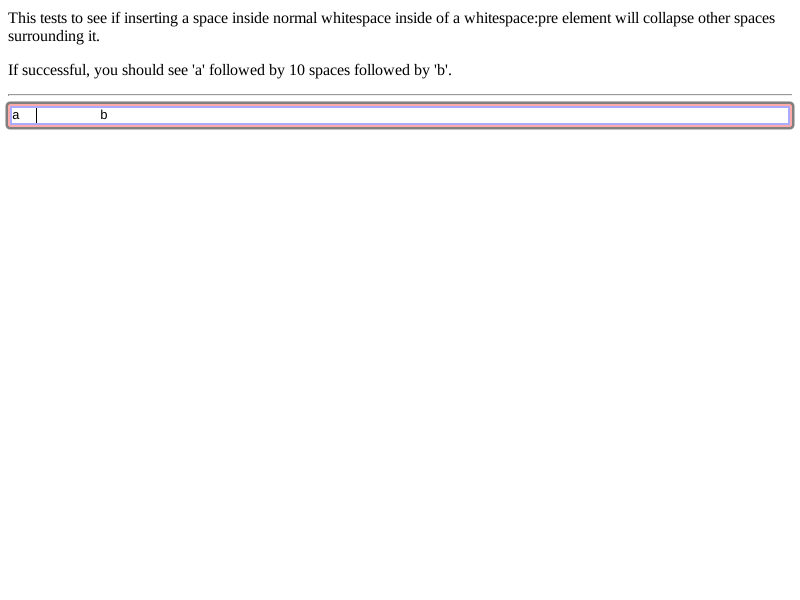 This tests to see if inserting a space inside normal whitespace inside of a whitespace:pre element will collapse other spaces
surrounding it.
If successful, you should see 'a' followed by 10 spaces followed by 'b'.
a          b